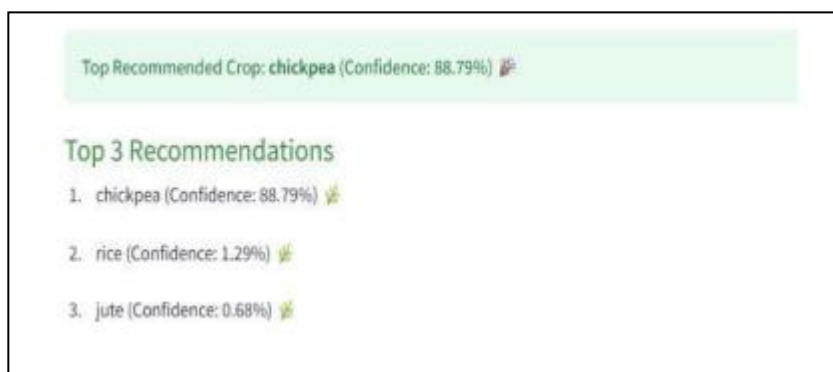 Top Recommended Crop: chickpea (Confidence: 88.79%) 🎉
Top 3 Recommendations
1. chickpea (Confidence: 88.79%) 🌾
2. rice (Confidence: 1.29%) 🌾
3. jute (Confidence: 0.68%) 🌾